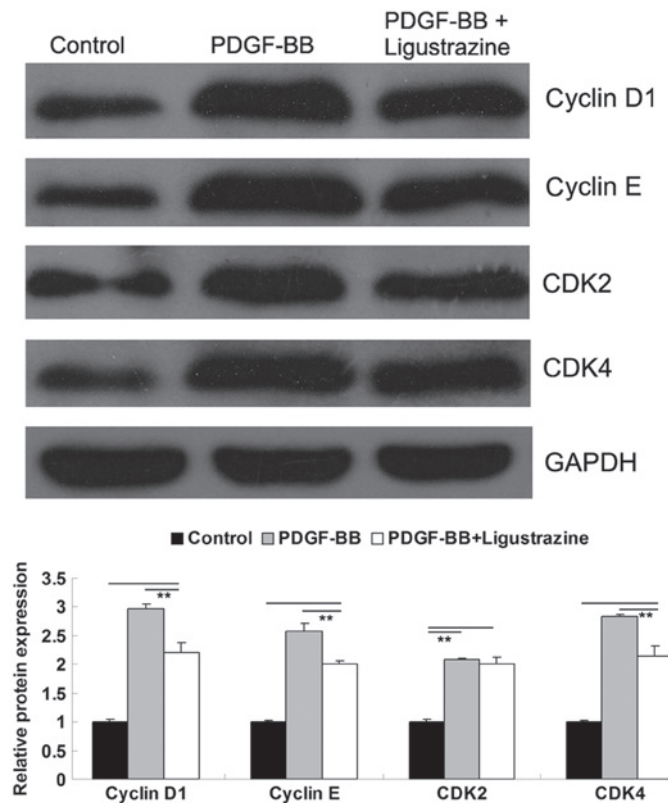 Control PDGF-BB PDGF-BB +
Ligustrazine
Cyclin D1
Cyclin E
CDK2
CDK4
GAPDH
Control PDGF-BB PDGF-BB+Ligustrazine
Relative protein expression
3.5
3
2.5
2
1.5
1
0.5
0
**
**
**
**
Cyclin D1 Cyclin E CDK2 CDK4